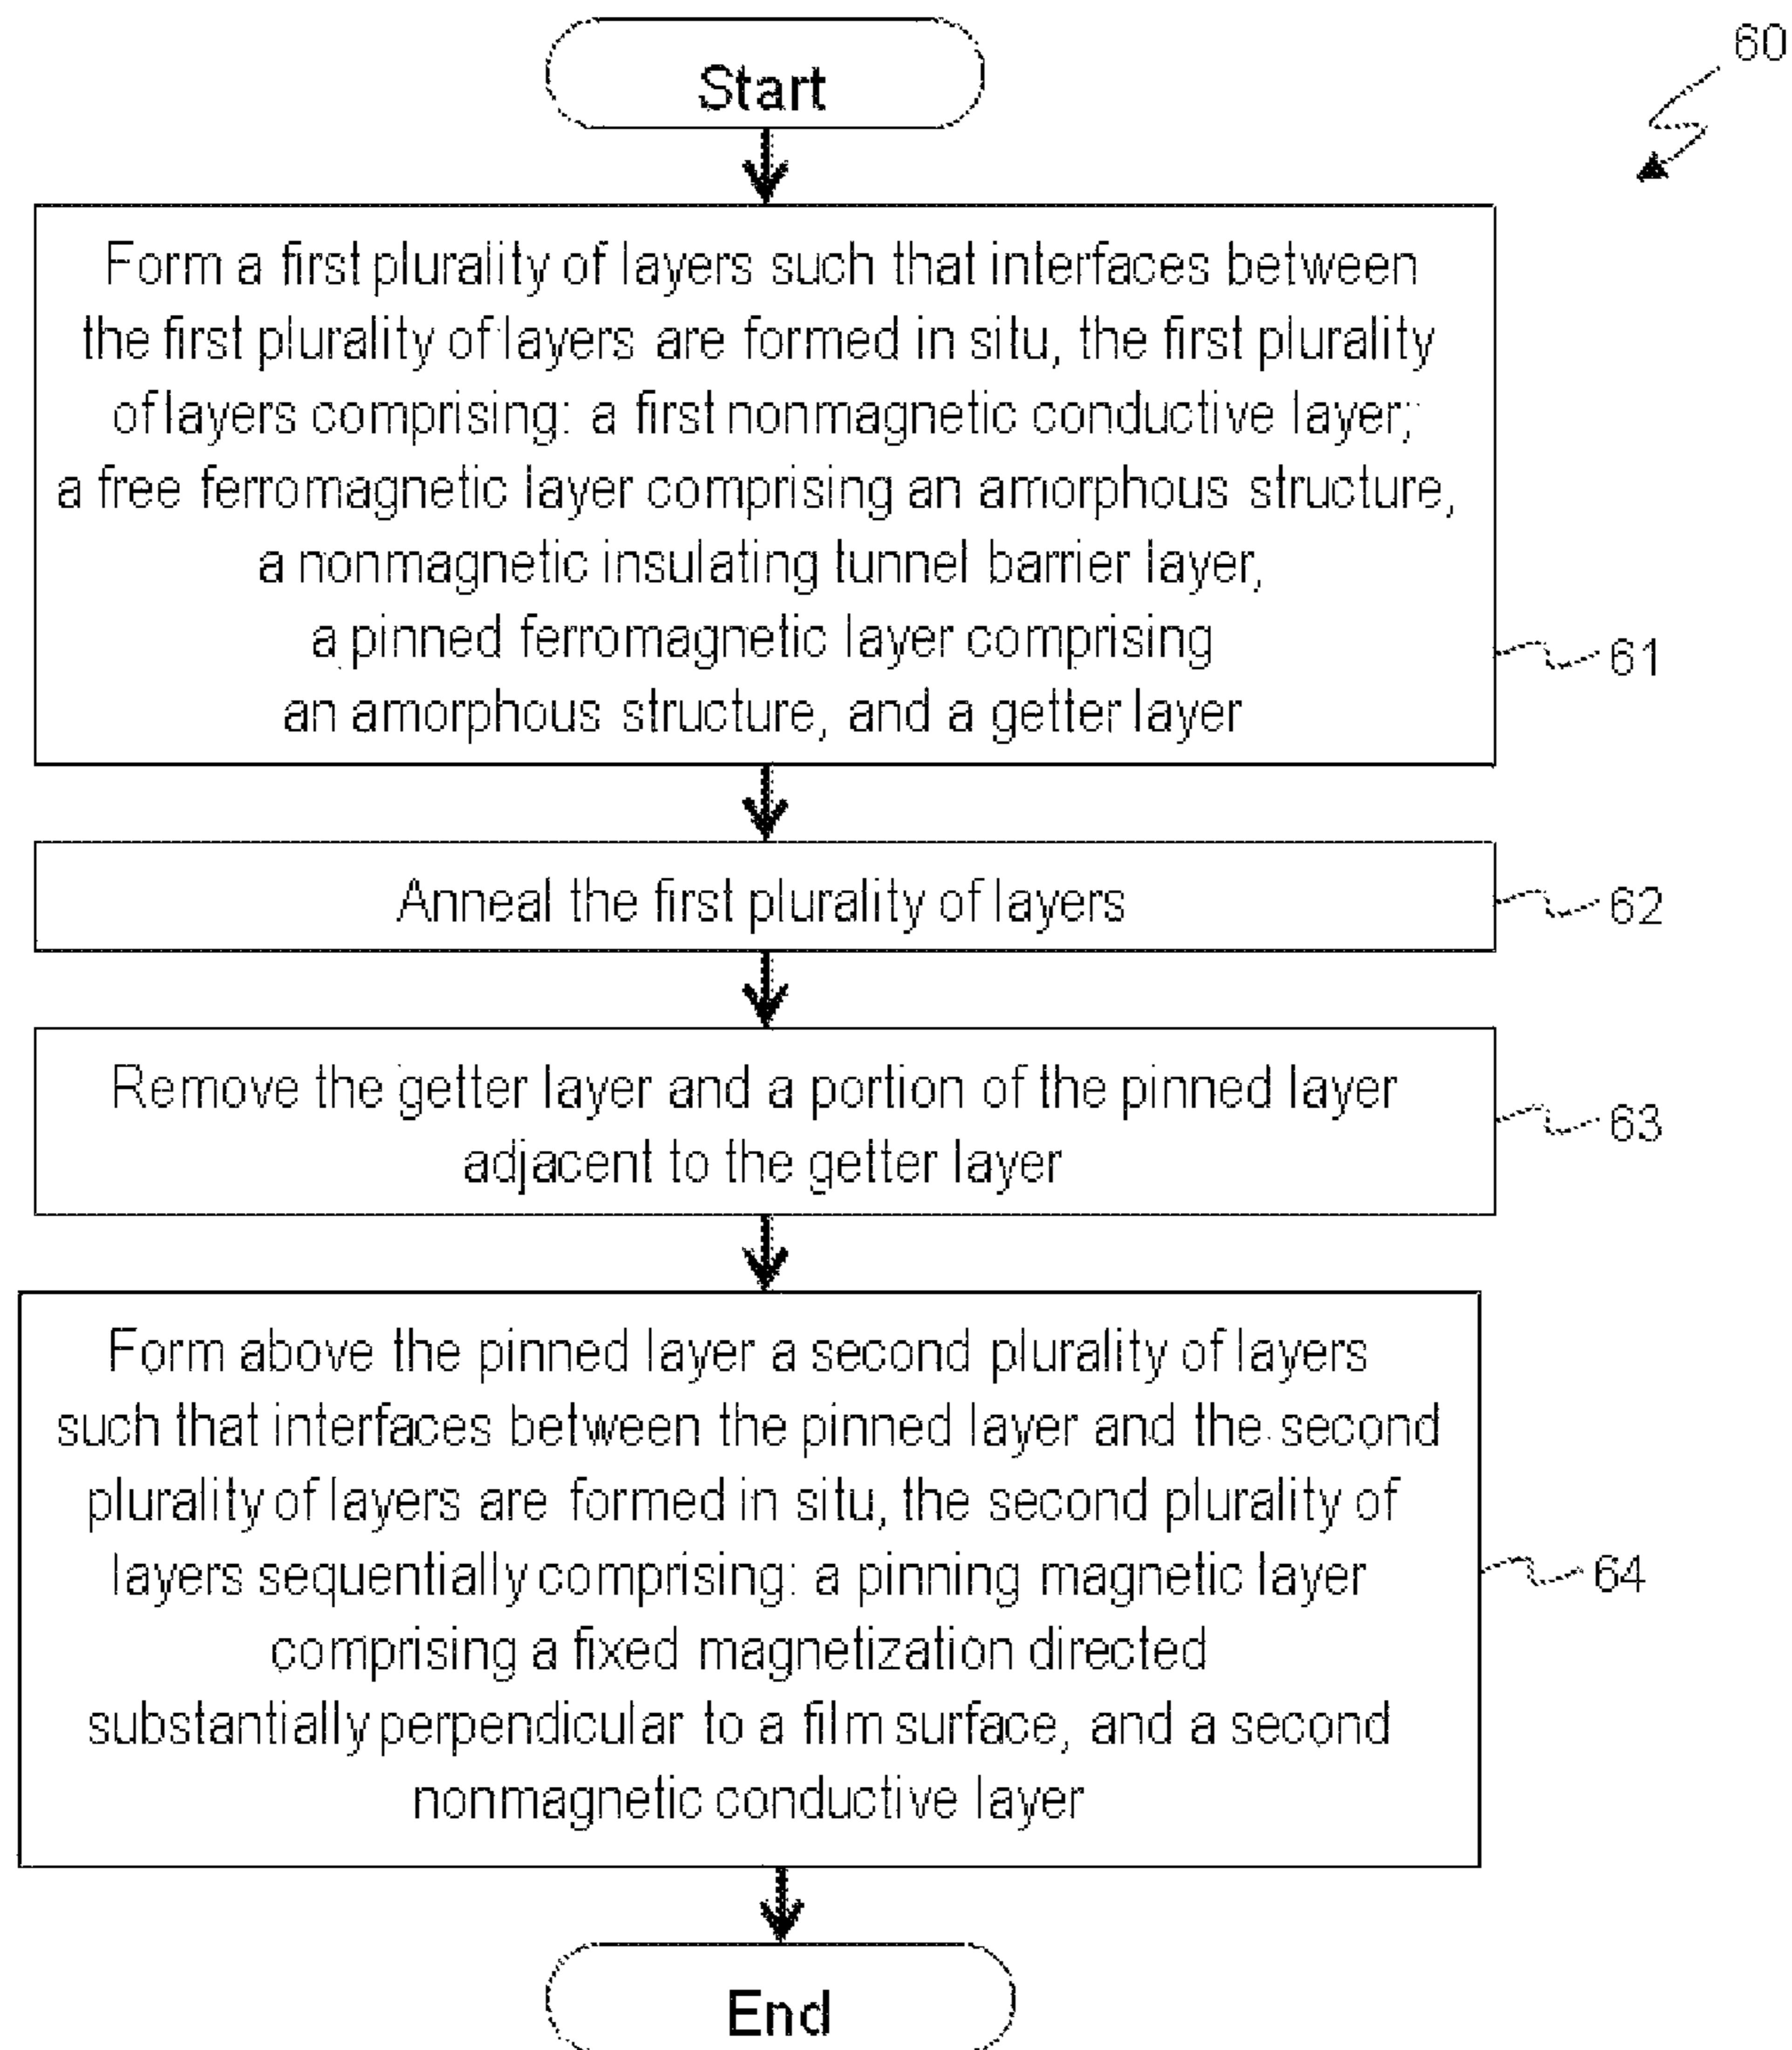 60
Start
Form a first plurality of layers such that interfaces between
the first plurality of layers are formed in situ, the first plurality
of layers comprising: a first nonmagnetic conductive layer;
a free ferromagnetic layer comprising an amorphous structure,
a nonmagnetic insulating tunnel barrier layer,
a pinned ferromagnetic layer comprising
an amorphous structure, and a getter layer
61
Anneal the first plurality of layers
62
Remove the getter layer and a portion of the pinned layer
adjacent to the getter layer
63
Form above the pinned layer a second plurality of layers
such that interfaces between the pinned layer and the second
plurality of layers are formed in situ, the second plurality of
layers sequentially comprising: a pinning magnetic layer
comprising a fixed magnetization directed
substantially perpendicular to a film surface, and a second
nonmagnetic conductive layer
64
End